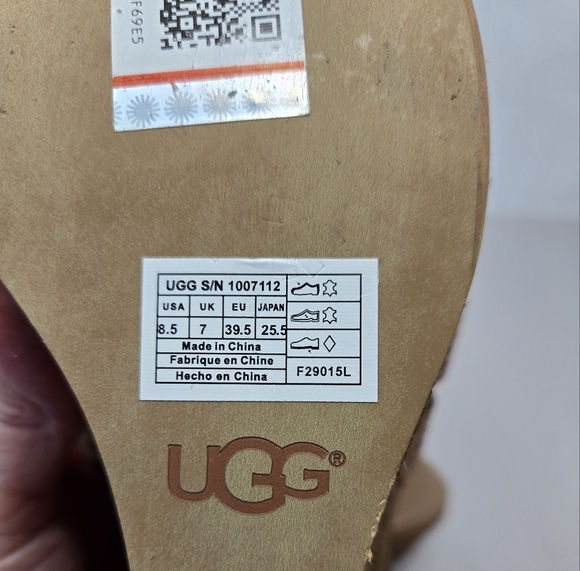 F69E5
UGG S/N 1007112
USA UK EU JAPAN
8.5 7 39.5 25.5
Made in China
Fabrique en Chine
Hecho en China
F29015L
UGG®